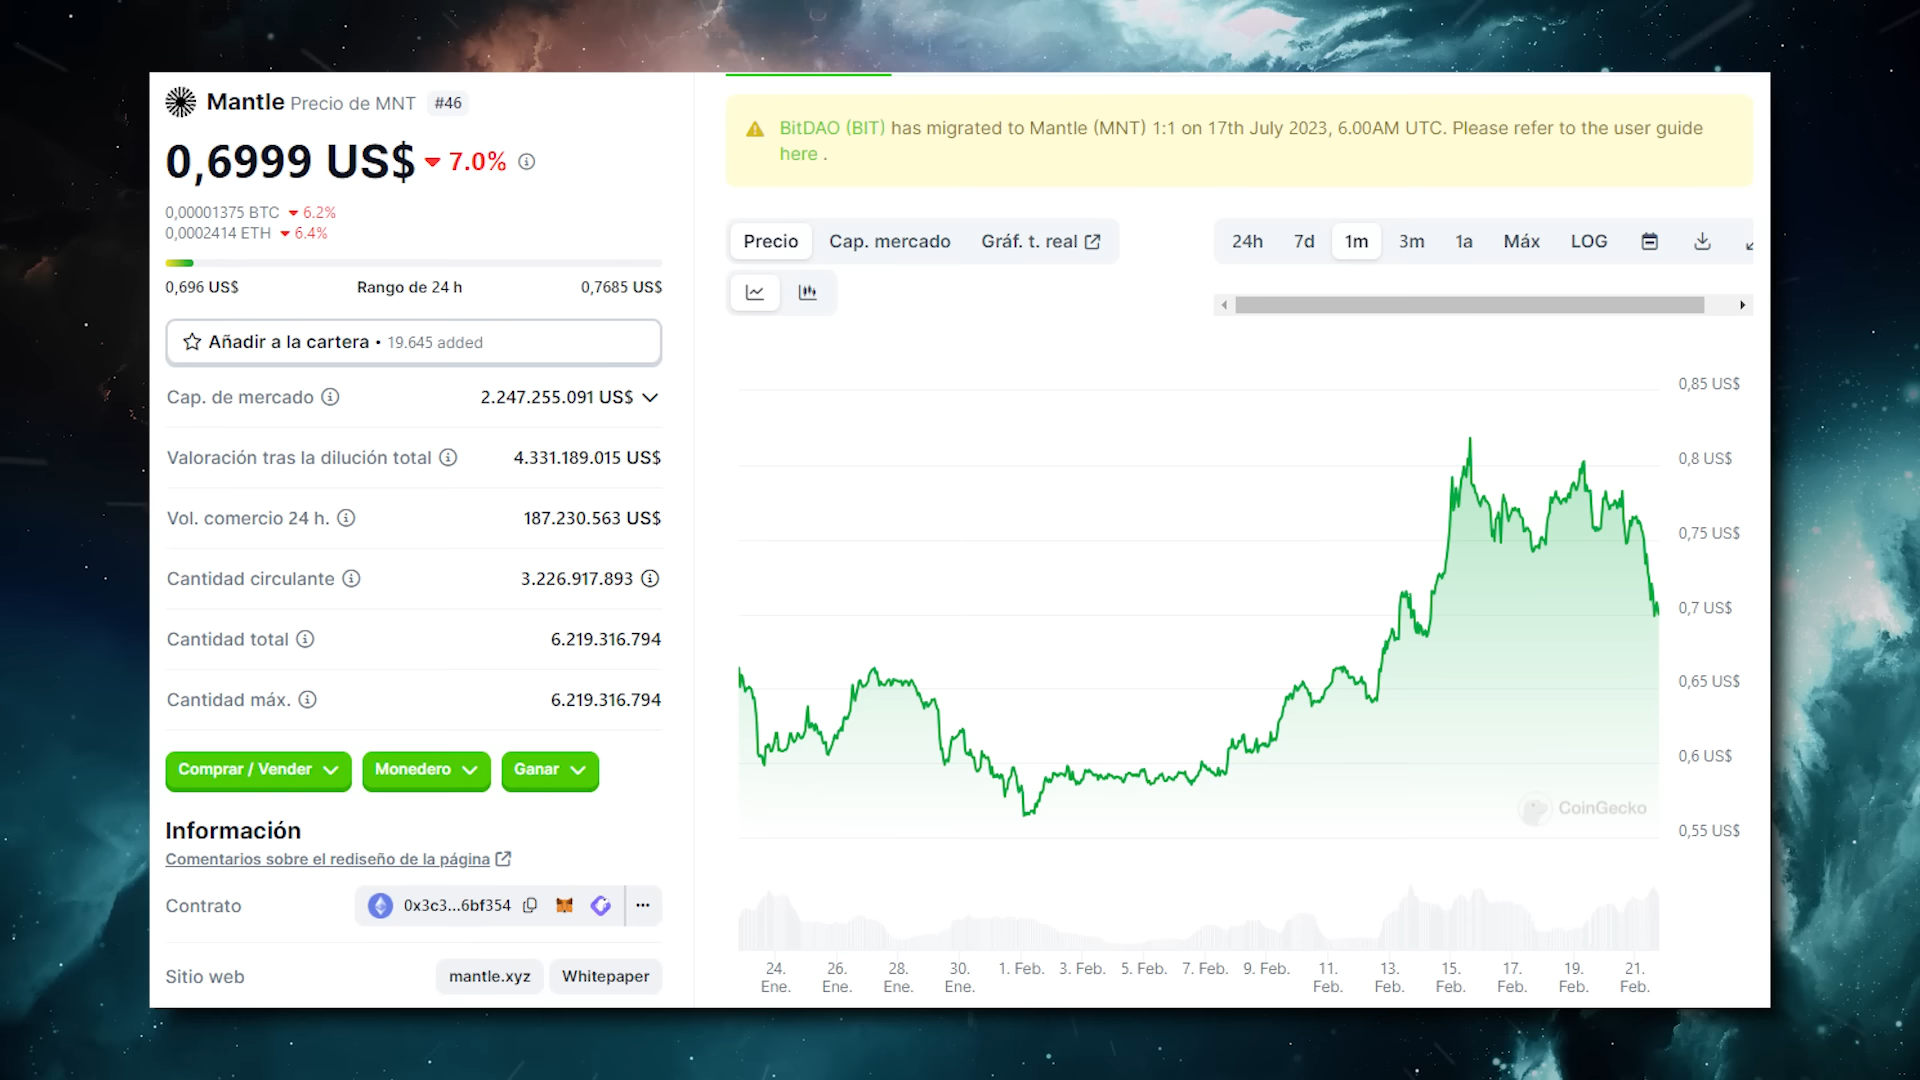 Mantle Precio de MNT #46
0,6999 US$ 7.0%
0,00001375 BTC 6.2%
0,0002414 ETH 6.4%
0,696 US$ Rango de 24 h 0,7685 US$
Añadir a la cartera • 19.645 added
Cap. de mercado 2.247.255.091 US$
Valoración tras la dilución total 4.331.189.015 US$
Vol. comercio 24 h. 187.230.563 US$
Cantidad circulante 3.226.917.893
Cantidad total 6.219.316.794
Cantidad máx. 6.219.316.794
Comprar / Vender Monedero Ganar
Información
Comentarios sobre el rediseño de la página
Contrato 0x3c3...6bf354
Sitio web mantle.xyz Whitepaper
BitDAO (BIT) has migrated to Mantle (MNT) 1:1 on 17th July 2023, 6.00AM UTC. Please refer to the user guide
here .
Precio Cap. mercado Gráf. t. real 24h 7d 1m 3m 1a Máx LOG
0,85 US$
0,8 US$
0,75 US$
0,7 US$
0,65 US$
0,6 US$
CoinGecko
0,55 US$
24. 26. 28. 30. 1. Feb. 3. Feb. 5. Feb. 7. Feb. 9. Feb. 11. 13. 15. 17. 19. 21.
Ene. Ene. Ene. Ene. Feb. Feb. Feb. Feb. Feb. Feb.